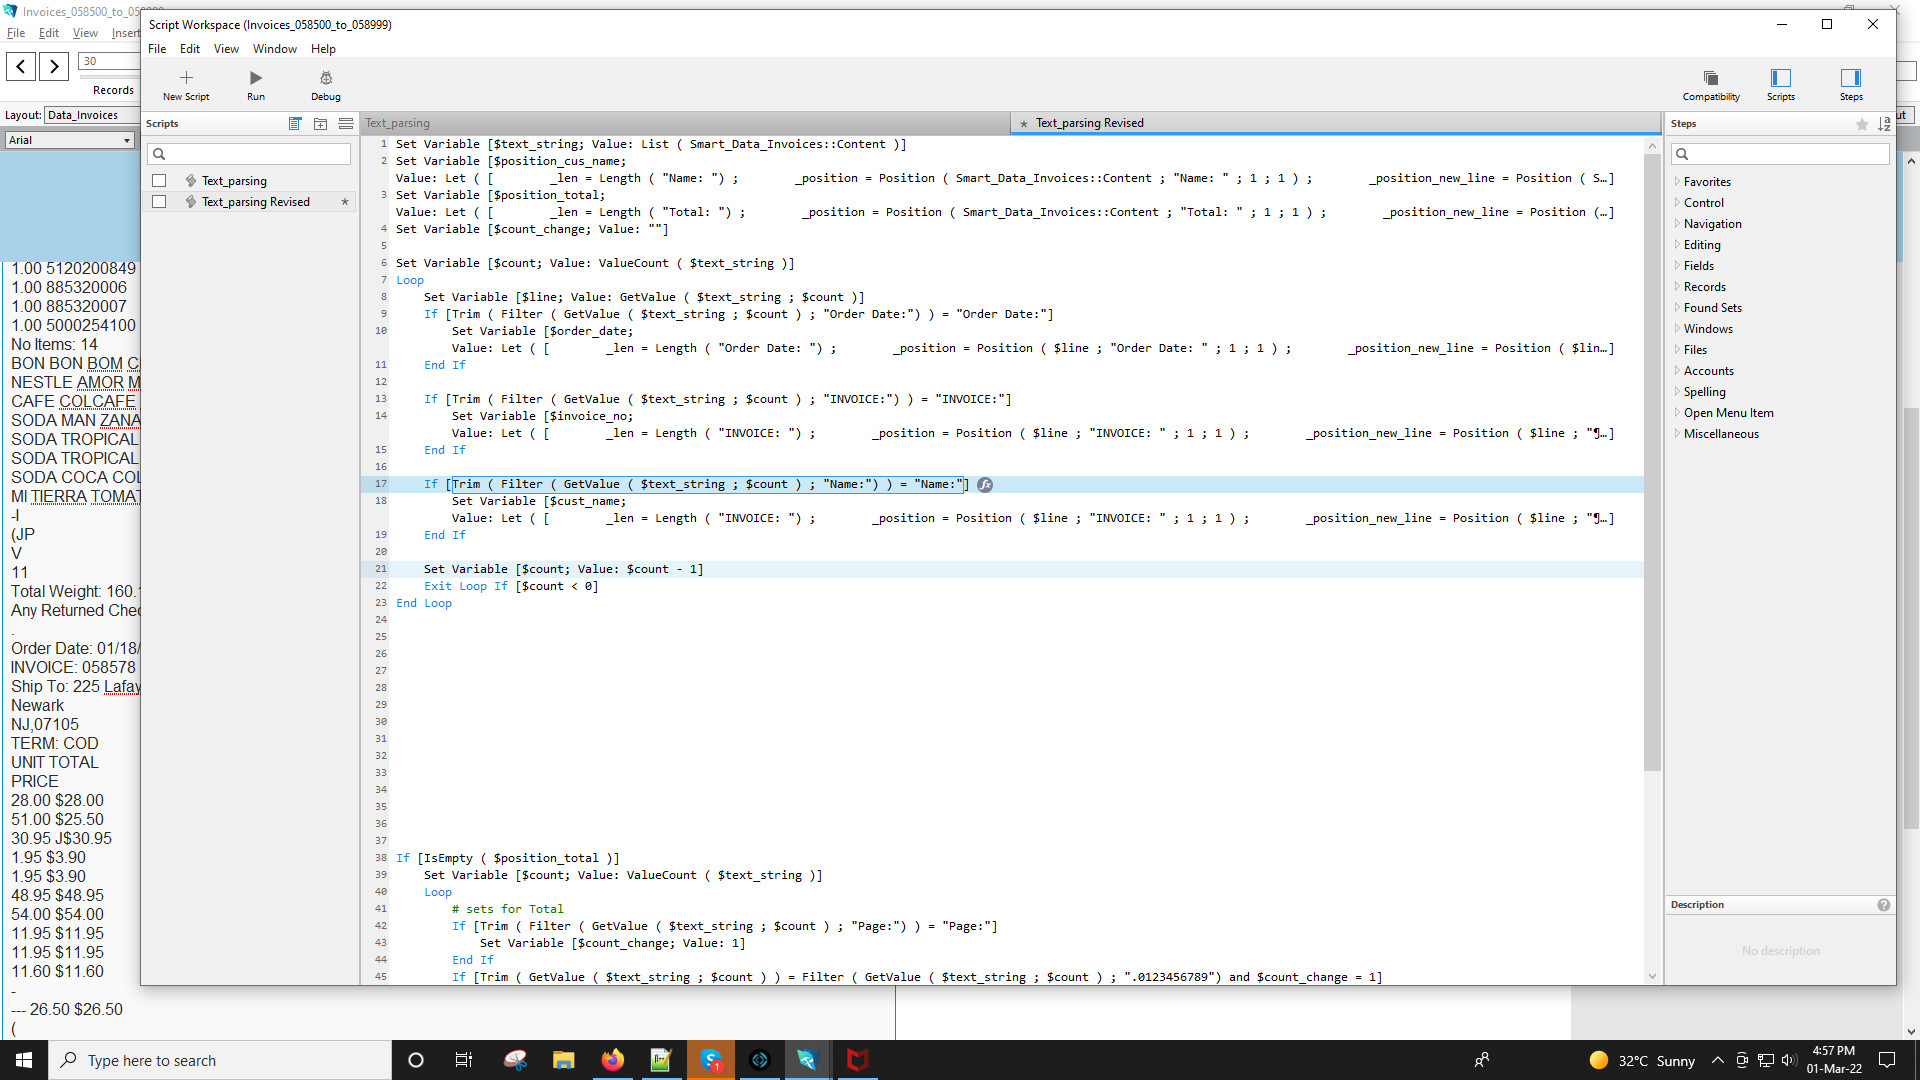 Invoices_058500_to_058999
File Edit View Insert
30
Records
Layout: Data_Invoices
Arial
1.00 5120200849
1.00 885320006
1.00 885320007
1.00 5000254100
No Items: 14
BON BON BOM C
NESTLE AMOR M
CAFE COLCAFE
SODA MAN ZANA
SODA TROPICAL
SODA TROPICAL
SODA COCA COL
MI TIERRA TOMAT
-I
(JP
V
11
Total Weight: 160.1
Any Returned Chec
.
Order Date: 01/18/
INVOICE: 058578
Ship To: 225 Lafay
Newark
NJ,07105
TERM: COD
UNIT TOTAL
PRICE
28.00 $28.00
51.00 $25.50
30.95 J$30.95
1.95 $3.90
1.95 $3.90
48.95 $48.95
54.00 $54.00
11.95 $11.95
11.95 $11.95
11.60 $11.60
-
--- 26.50 $26.50
(
Script Workspace (Invoices_058500_to_058999)
File Edit View Window Help
New Script Run Debug Compatibility Scripts Steps
Scripts
Text_parsing
Text_parsing Revised *
Text_parsing
* Text_parsing Revised
1 Set Variable [$text_string; Value: List ( Smart_Data_Invoices::Content )]
2 Set Variable [$position_cus_name;
Value: Let ( [ _len = Length ( "Name: ") ; _position = Position ( Smart_Data_Invoices::Content ; "Name: " ; 1 ; 1 ) ; _position_new_line = Position ( S…]
3 Set Variable [$position_total;
Value: Let ( [ _len = Length ( "Total: ") ; _position = Position ( Smart_Data_Invoices::Content ; "Total: " ; 1 ; 1 ) ; _position_new_line = Position (…]
4 Set Variable [$count_change; Value: ""]
5
6 Set Variable [$count; Value: ValueCount ( $text_string )]
7 Loop
8 Set Variable [$line; Value: GetValue ( $text_string ; $count )]
9 If [Trim ( Filter ( GetValue ( $text_string ; $count ) ; "Order Date:") ) = "Order Date:"]
10 Set Variable [$order_date;
Value: Let ( [ _len = Length ( "Order Date: ") ; _position = Position ( $line ; "Order Date: " ; 1 ; 1 ) ; _position_new_line = Position ( $lin…]
11 End If
12
13 If [Trim ( Filter ( GetValue ( $text_string ; $count ) ; "INVOICE:") ) = "INVOICE:"]
14 Set Variable [$invoice_no;
Value: Let ( [ _len = Length ( "INVOICE: ") ; _position = Position ( $line ; "INVOICE: " ; 1 ; 1 ) ; _position_new_line = Position ( $line ; "¶…]
15 End If
16
17 If [Trim ( Filter ( GetValue ( $text_string ; $count ) ; "Name:") ) = "Name:"] fx
18 Set Variable [$cust_name;
Value: Let ( [ _len = Length ( "INVOICE: ") ; _position = Position ( $line ; "INVOICE: " ; 1 ; 1 ) ; _position_new_line = Position ( $line ; "¶…]
19 End If
20
21 Set Variable [$count; Value: $count - 1]
22 Exit Loop If [$count < 0]
23 End Loop
24
25
26
27
28
29
30
31
32
33
34
35
36
37
38 If [IsEmpty ( $position_total )]
39 Set Variable [$count; Value: ValueCount ( $text_string )]
40 Loop
41 # sets for Total
42 If [Trim ( Filter ( GetValue ( $text_string ; $count ) ; "Page:") ) = "Page:"]
43 Set Variable [$count_change; Value: 1]
44 End If
45 If [Trim ( GetValue ( $text_string ; $count ) ) = Filter ( GetValue ( $text_string ; $count ) ; ".0123456789") and $count_change = 1]
Steps
Favorites
Control
Navigation
Editing
Fields
Records
Found Sets
Windows
Files
Accounts
Spelling
Open Menu Item
Miscellaneous
Description
No description
ut
Type here to search
S 1
32°C Sunny
4:57 PM
01-Mar-22